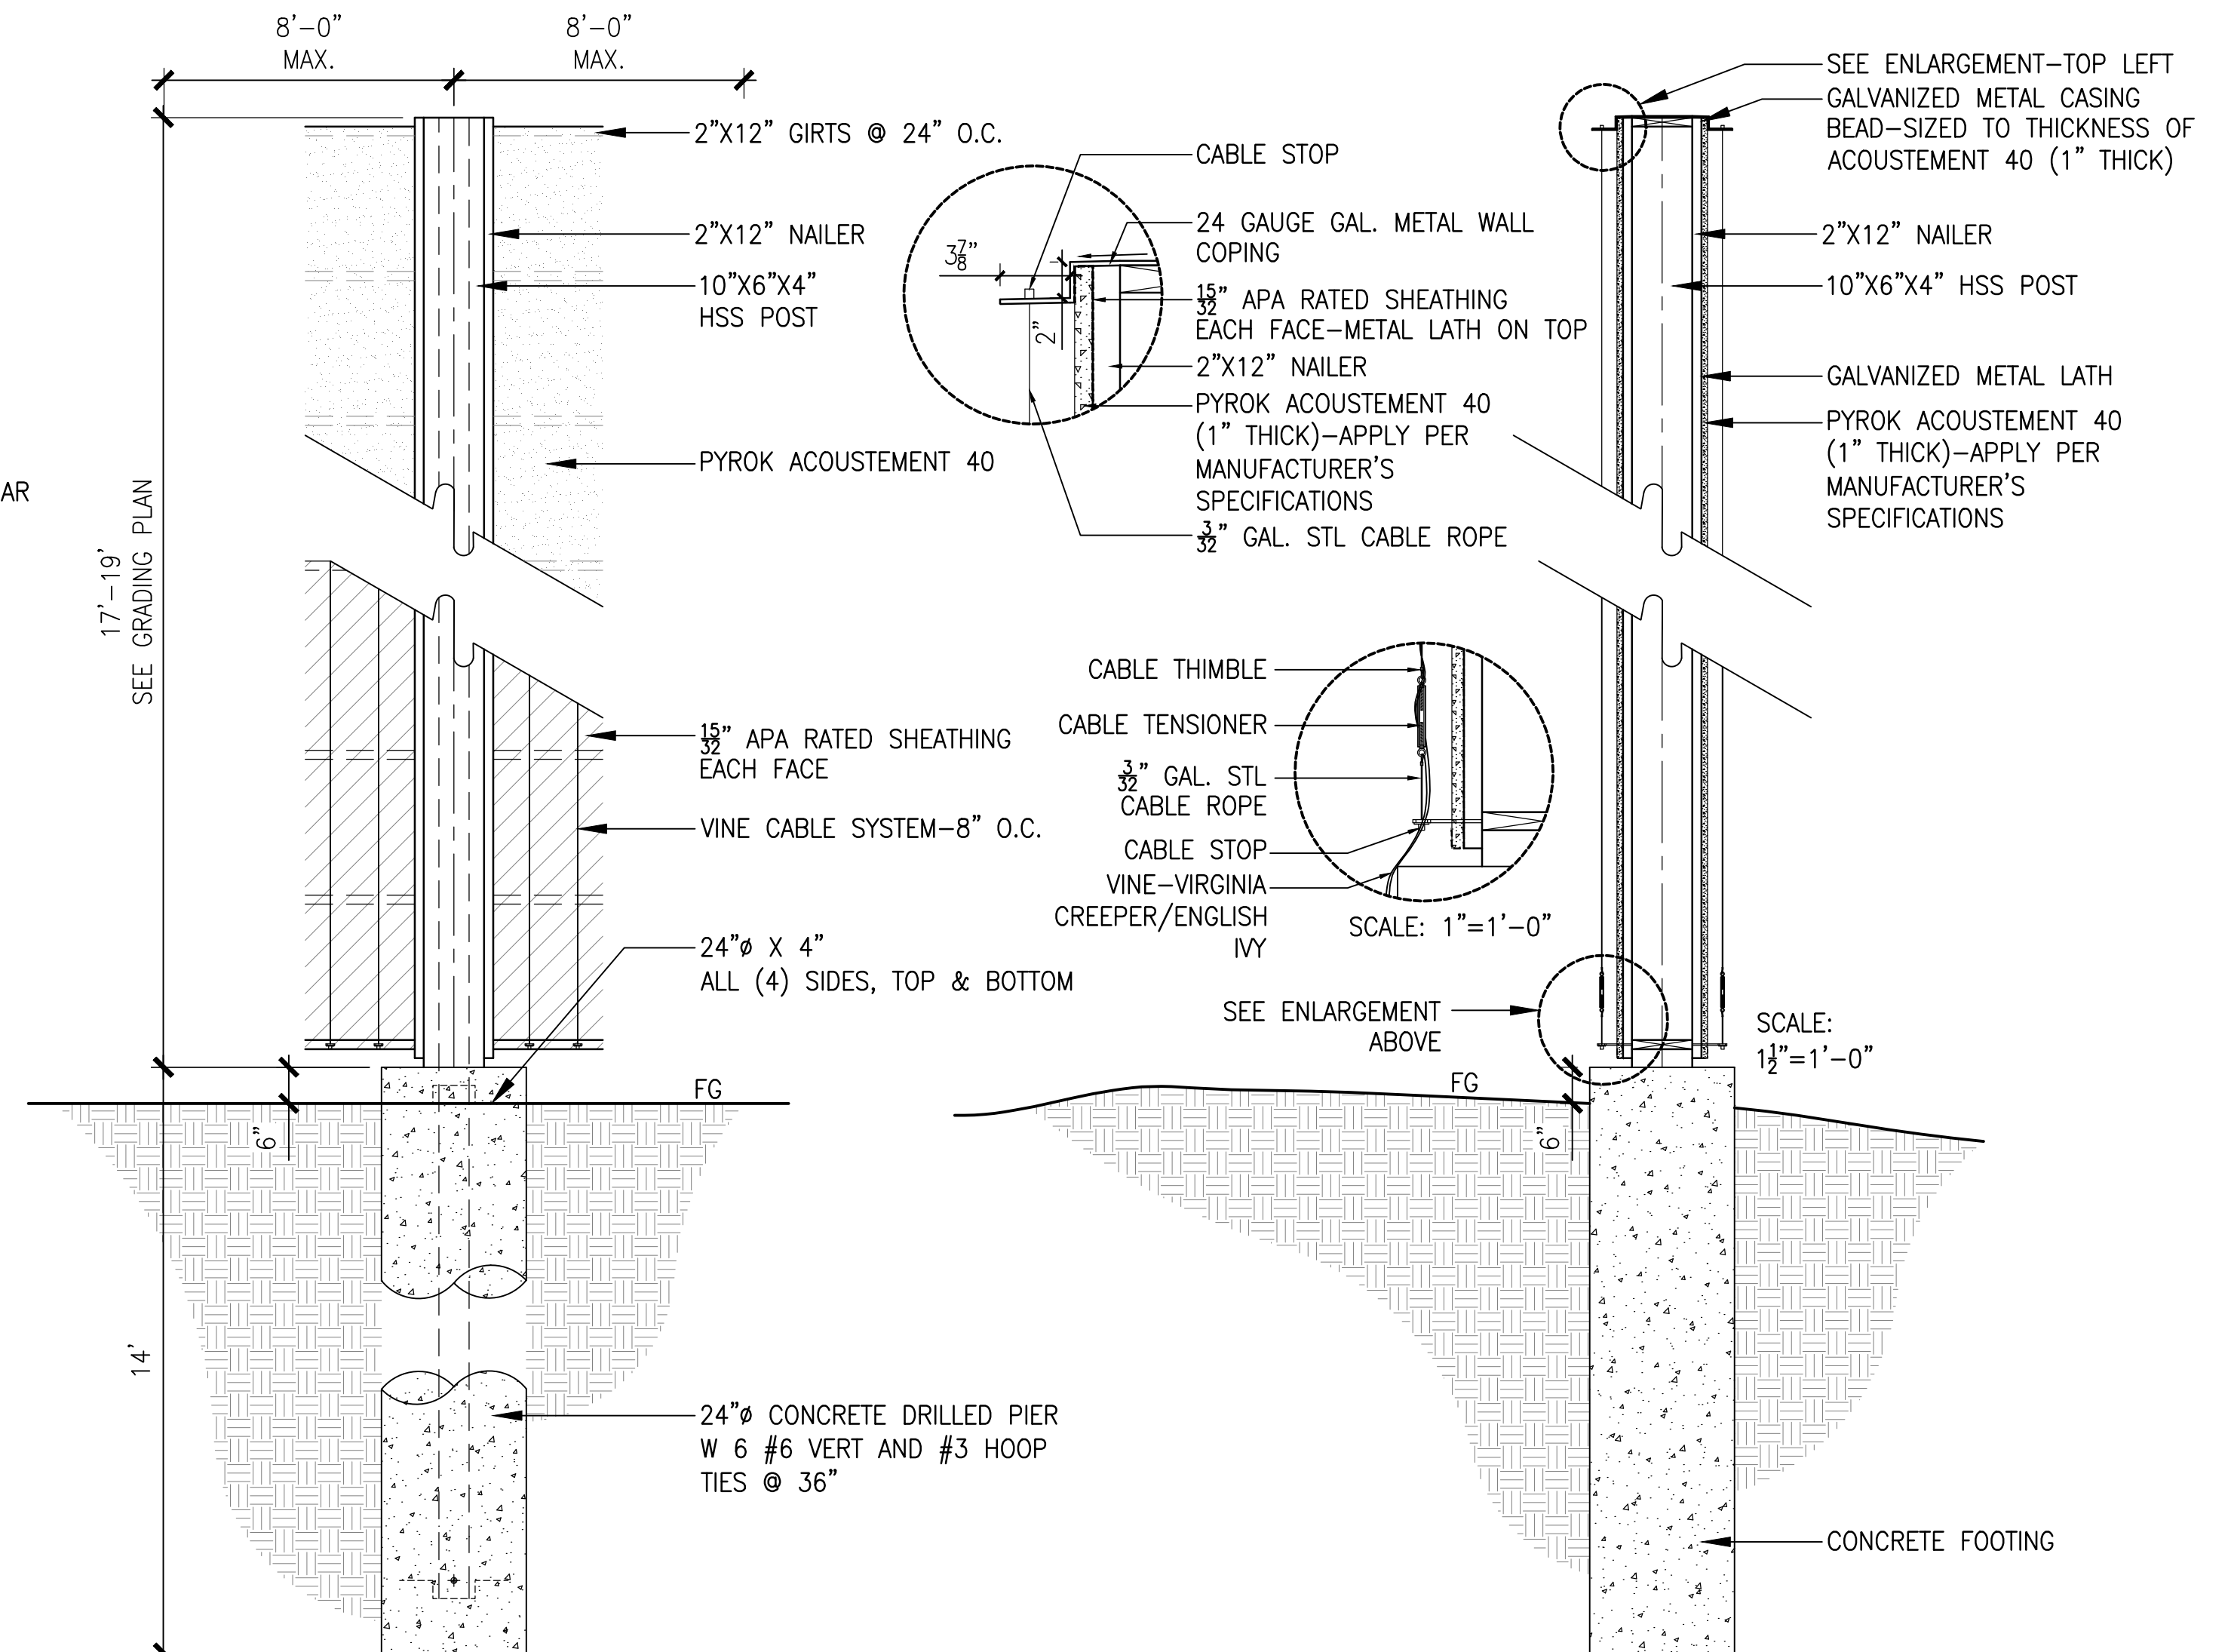 8'-0"
MAX.
8'-0"
MAX.
2"X12" GIRTS @ 24" O.C.
2"X12" NAILER
10"X6"X4"
HSS POST
PYROK ACOUSTEMENT 40
AR
17'-19'
SEE GRADING PLAN
15/32" APA RATED SHEATHING
EACH FACE
VINE CABLE SYSTEM-8" O.C.
24"ø X 4"
ALL (4) SIDES, TOP & BOTTOM
FG
6"
14'
24"ø CONCRETE DRILLED PIER
W 6 #6 VERT AND #3 HOOP
TIES @ 36"
CABLE STOP
24 GAUGE GAL. METAL WALL
COPING
3 7/8"
2"
15/32" APA RATED SHEATHING
EACH FACE-METAL LATH ON TOP
2"X12" NAILER
PYROK ACOUSTEMENT 40
(1" THICK)-APPLY PER
MANUFACTURER'S
SPECIFICATIONS
3/32" GAL. STL CABLE ROPE
CABLE THIMBLE
CABLE TENSIONER
3/32" GAL. STL
CABLE ROPE
CABLE STOP
VINE-VIRGINIA
CREEPER/ENGLISH
IVY
SCALE: 1"=1'-0"
SEE ENLARGEMENT
ABOVE
SEE ENLARGEMENT-TOP LEFT
GALVANIZED METAL CASING
BEAD-SIZED TO THICKNESS OF
ACOUSTEMENT 40 (1" THICK)
2"X12" NAILER
10"X6"X4" HSS POST
GALVANIZED METAL LATH
PYROK ACOUSTEMENT 40
(1" THICK)-APPLY PER
MANUFACTURER'S
SPECIFICATIONS
SCALE:
1 1/2"=1'-0"
FG
6"
CONCRETE FOOTING